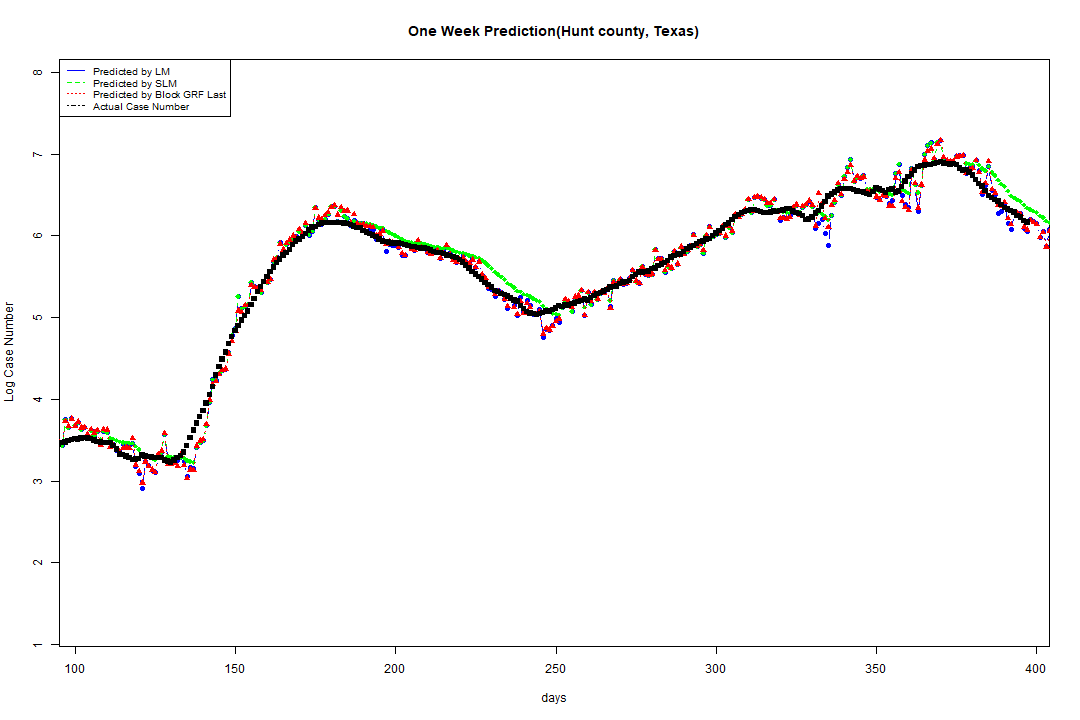 One Week Prediction(Hunt county, Texas)
Predicted by LM
Predicted by SLM
Predicted by Block GRF Last
Actual Case Number
8
7
6
5
4
3
2
1
Log Case Number
100 150 200 250 300 350 400
days